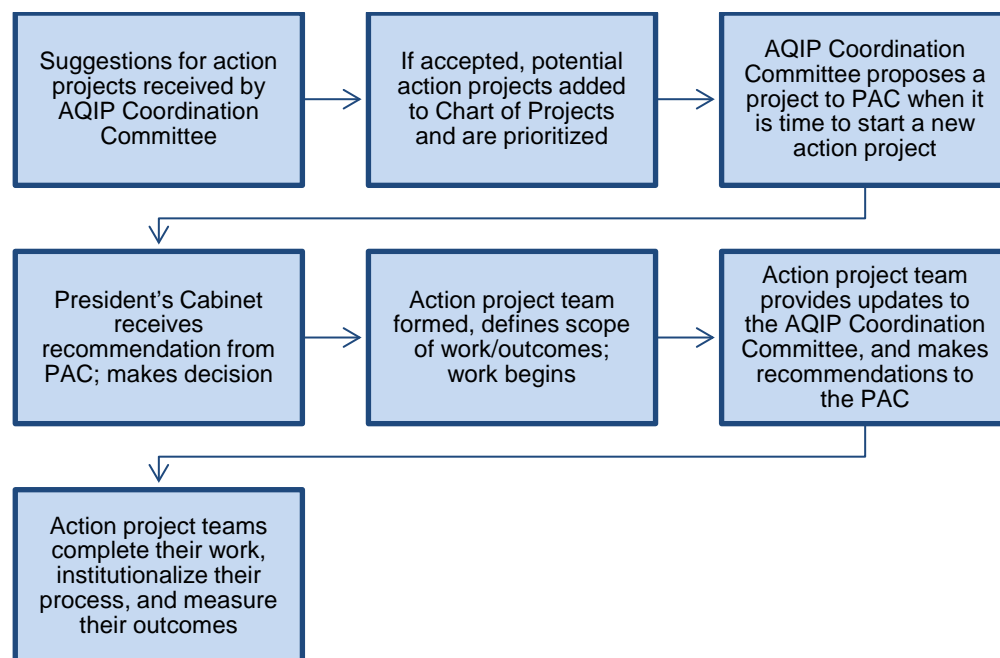 Suggestions for action
projects received by
AQIP Coordination
Committee
If accepted, potential
action projects added
to Chart of Projects
and are prioritized
AQIP Coordination
Committee proposes a
project to PAC when it
is time to start a new
action project
President’s Cabinet
receives
recommendation from
PAC; makes decision
Action project team
formed, defines scope
of work/outcomes;
work begins
Action project team
provides updates to
the AQIP Coordination
Committee, and makes
recommendations to
the PAC
Action project teams
complete their work,
institutionalize their
process, and measure
their outcomes